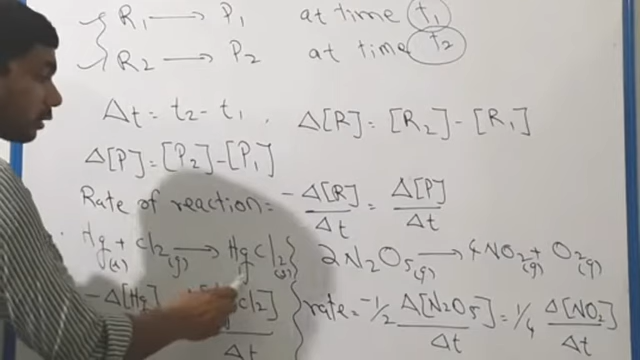 R₁ → P₁ at time t₁
R₂ → P₂ at time t₂
Δt = t₂ - t₁ , Δ[R] = [R₂] - [R₁]
Δ[P] = [P₂] - [P₁]
Rate of reaction = -Δ[R]/Δt = Δ[P]/Δt
Hg + Cl₂(g) → HgCl₂ 2N₂O₅(g) → 4NO₂(g) + O₂(g)
-Δ[Hg] Cl₂]/Δt rate = -1/2 Δ[N₂O₅]/Δt = 1/4 Δ[NO₂]/Δt